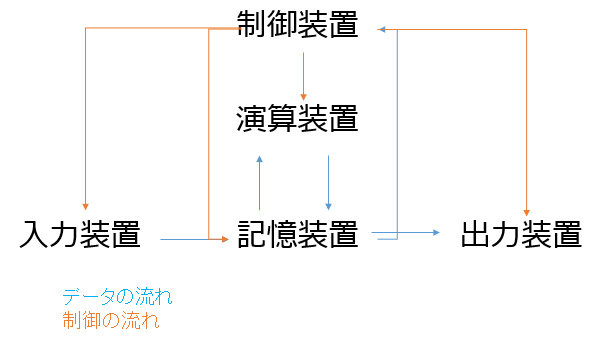 制御装置
演算装置
入力装置
記憶装置
出力装置
データの流れ
制御の流れ